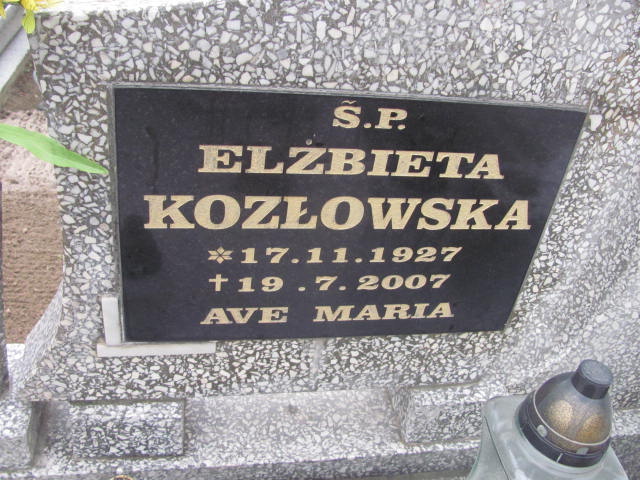 Ś.P.
ELŻBIETA
KOZŁOWSKA
* 17.11.1927
† 19.7.2007
AVE MARIA